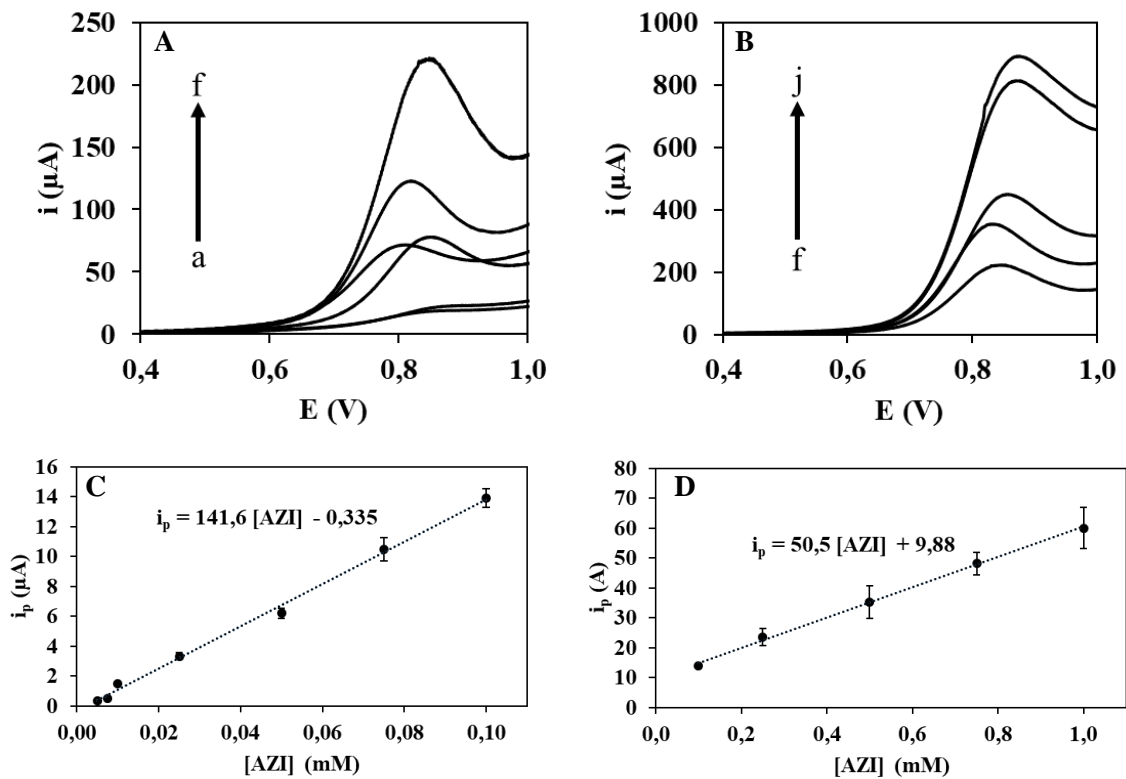 A
250
200
150
100
50
0
i (µA)
f
a
0,4 0,6 0,8 1,0
E (V)
B
1000
800
600
400
200
0
i (µA)
j
f
0,4 0,6 0,8 1,0
E (V)
C
16
14
12
10
8
6
4
2
0
iₚ (µA)
iₚ = 141,6 [AZI] - 0,335
0,00 0,02 0,04 0,06 0,08 0,10
[AZI] (mM)
D
80
70
60
50
40
30
20
10
0
iₚ (A)
iₚ = 50,5 [AZI] + 9,88
0,0 0,2 0,4 0,6 0,8 1,0
[AZI] (mM)